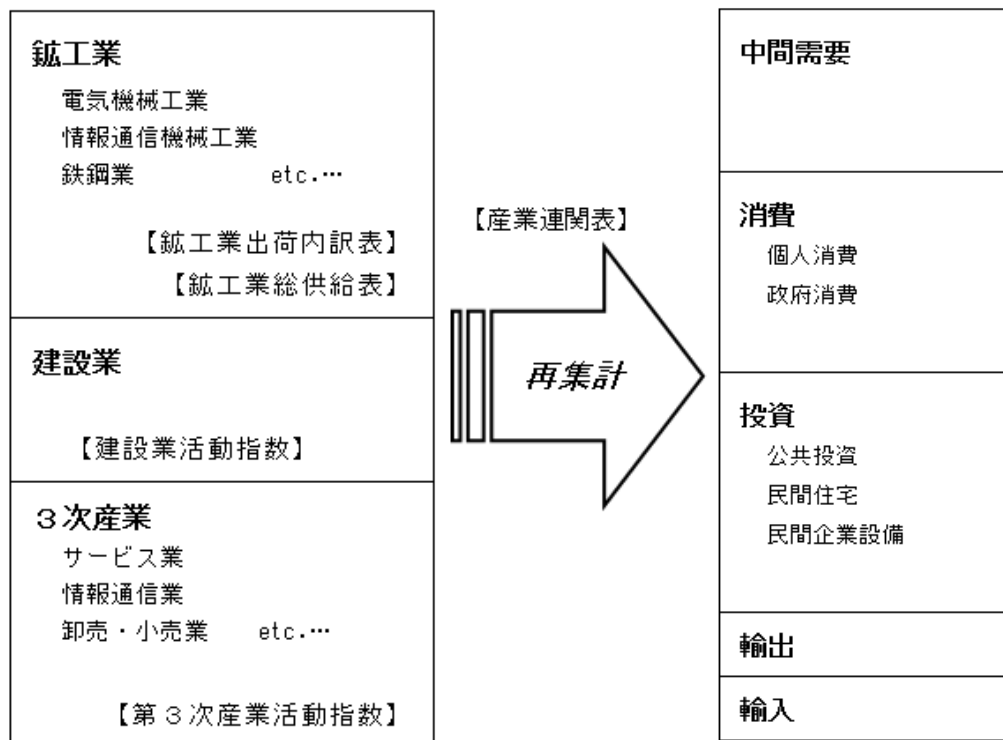 鉱工業
電気機械工業
情報通信機械工業
鉄鋼業 etc.…
【鉱工業出荷内訳表】
【鉱工業総供給表】
建設業
【建設業活動指数】
３次産業
サービス業
情報通信業
卸売・小売業 etc.…
【第３次産業活動指数】
【産業連関表】
再集計
中間需要
消費
個人消費
政府消費
投資
公共投資
民間住宅
民間企業設備
輸出
輸入